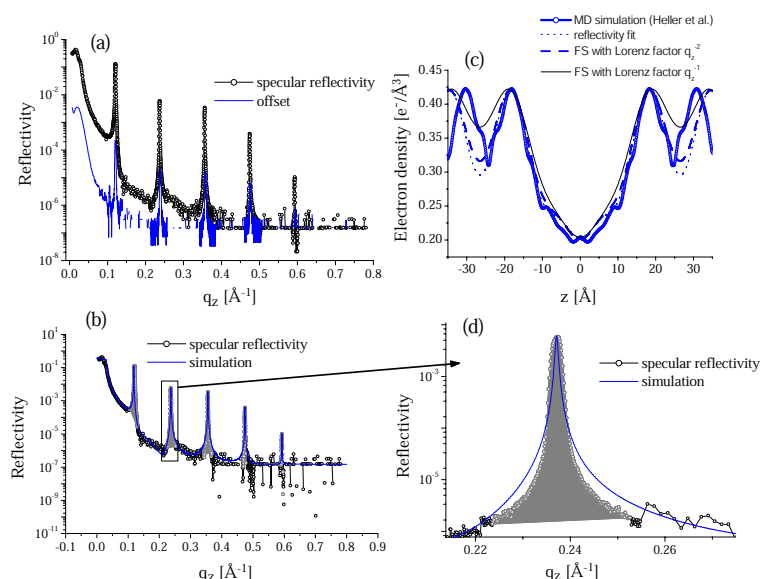 (a)
specular reflectivity
offset
Reflectivity
10^0
10^-2
10^-4
10^-6
10^-8
0.0 0.1 0.2 0.3 0.4 0.5 0.6 0.7 0.8
q_z [Å^-1]
MD simulation (Heller et al.)
reflectivity fit
FS with Lorenz factor q_z^-2
FS with Lorenz factor q_z^-1
(c)
Electron density [e^-/Å^3]
0.40
0.35
0.30
0.25
0.20
-30 -20 -10 0 10 20 30
z [Å]
(b)
specular reflectivity
simulation
Reflectivity
10^1
10^-1
10^-3
10^-5
10^-7
10^-9
10^-11
-0.1 0.0 0.1 0.2 0.3 0.4 0.5 0.6 0.7 0.8 0.9
q_z [Å^-1]
(d)
specular reflectivity
simulation
Reflectivity
10^-3
10^-5
0.22 0.24 0.26
q_z [Å^-1]